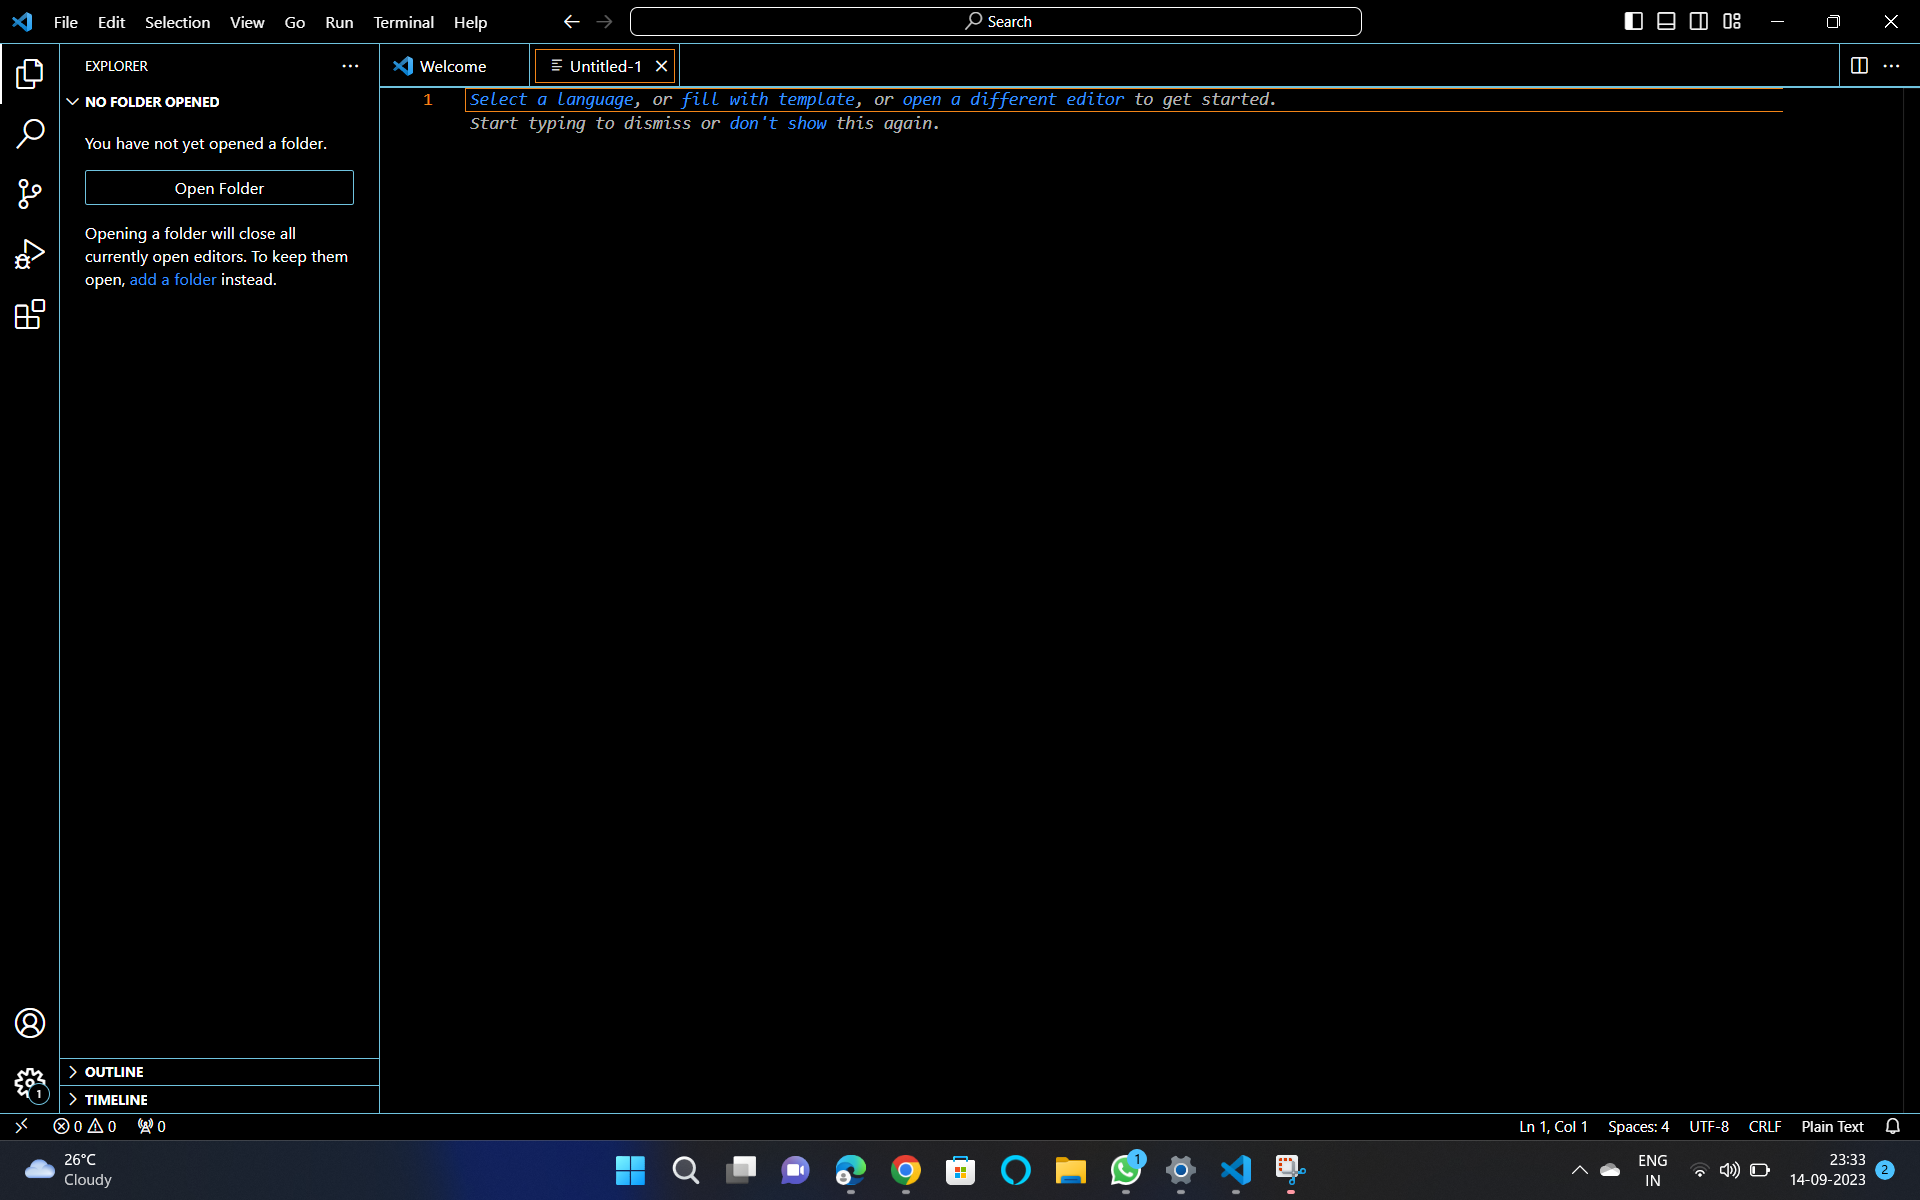 File Edit Selection View Go Run Terminal Help
Search
EXPLORER
NO FOLDER OPENED
You have not yet opened a folder.
Open Folder
Opening a folder will close all
currently open editors. To keep them
open, add a folder instead.
OUTLINE
TIMELINE
Welcome
Untitled-1
1 Select a language, or fill with template, or open a different editor to get started.
Start typing to dismiss or don't show this again.
1
0 0 0
Ln 1, Col 1 Spaces: 4 UTF-8 CRLF Plain Text
26°C
Cloudy
1
ENG
IN
23:33
14-09-2023
2